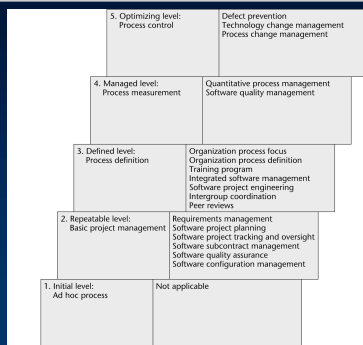 5. Optimizing level:
Process control
Defect prevention
Technology change management
Process change management
4. Managed level:
Process measurement
Quantitative process management
Software quality management
3. Defined level:
Process definition
Organization process focus
Organization process definition
Training program
Integrated software management
Software project engineering
Intergroup coordination
Peer reviews
2. Repeatable level:
Basic project management
Requirements management
Software project planning
Software project tracking and oversight
Software subcontract management
Software quality assurance
Software configuration management
1. Initial level:
Ad hoc process
Not applicable